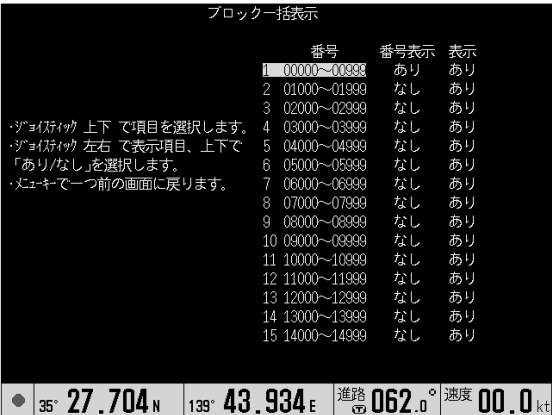 ブロック一括表示
番号 番号表示 表示
1 00000～00999 あり あり
2 01000～01999 なし あり
3 02000～02999 なし あり
・ｼﾞｮｲｽﾃｨｯｸ 上下 で項目を選択します。 4 03000～03999 なし あり
・ｼﾞｮｲｽﾃｨｯｸ 左右 で表示項目、上下で 5 04000～04999 なし あり
「あり/なし」を選択します。 6 05000～05999 なし あり
・ﾒﾆｭｰｷｰで一つ前の画面に戻ります。 7 06000～06999 なし あり
8 07000～07999 なし あり
9 08000～08999 なし あり
10 09000～09999 なし あり
11 10000～10999 なし あり
12 11000～11999 なし あり
13 12000～12999 なし あり
14 13000～13999 なし あり
15 14000～14999 なし あり
35° 27.704 N 139° 43.934 E 進路 062.0° 速度 00.0 kt